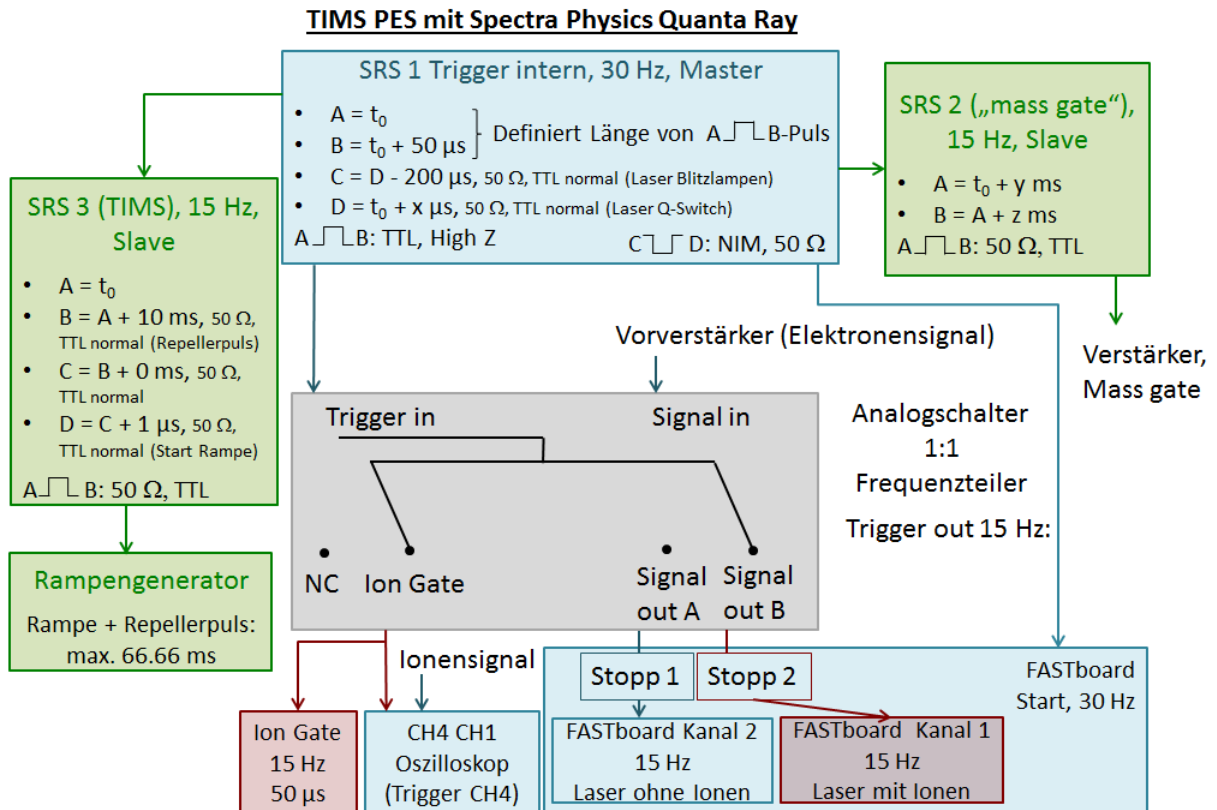 TIMS PES mit Spectra Physics Quanta Ray
SRS 1 Trigger intern, 30 Hz, Master
• A = t₀
• B = t₀ + 50 µs
Definiert Länge von A B-Puls
• C = D - 200 µs, 50 Ω, TTL normal (Laser Blitzlampen)
• D = t₀ + x µs, 50 Ω, TTL normal (Laser Q-Switch)
A B: TTL, High Z
C D: NIM, 50 Ω
SRS 2 („mass gate“),
15 Hz, Slave
• A = t₀ + y ms
• B = A + z ms
A B: 50 Ω, TTL
SRS 3 (TIMS), 15 Hz,
Slave
• A = t₀
• B = A + 10 ms, 50 Ω,
TTL normal (Repellerpuls)
• C = B + 0 ms, 50 Ω,
TTL normal
• D = C + 1 µs, 50 Ω,
TTL normal (Start Rampe)
A B: 50 Ω, TTL
Vorverstärker (Elektronensignal)
Verstärker,
Mass gate
Trigger in
Signal in
Analogschalter
1:1
Frequenzteiler
Trigger out 15 Hz:
NC
Ion Gate
Signal
out A
Signal
out B
Rampengenerator
Rampe + Repellerpuls:
max. 66.66 ms
Ionensignal
Stopp 1
Stopp 2
FASTboard
Start, 30 Hz
Ion Gate
15 Hz
50 µs
CH4 CH1
Oszilloskop
(Trigger CH4)
FASTboard Kanal 2
15 Hz
Laser ohne Ionen
FASTboard Kanal 1
15 Hz
Laser mit Ionen